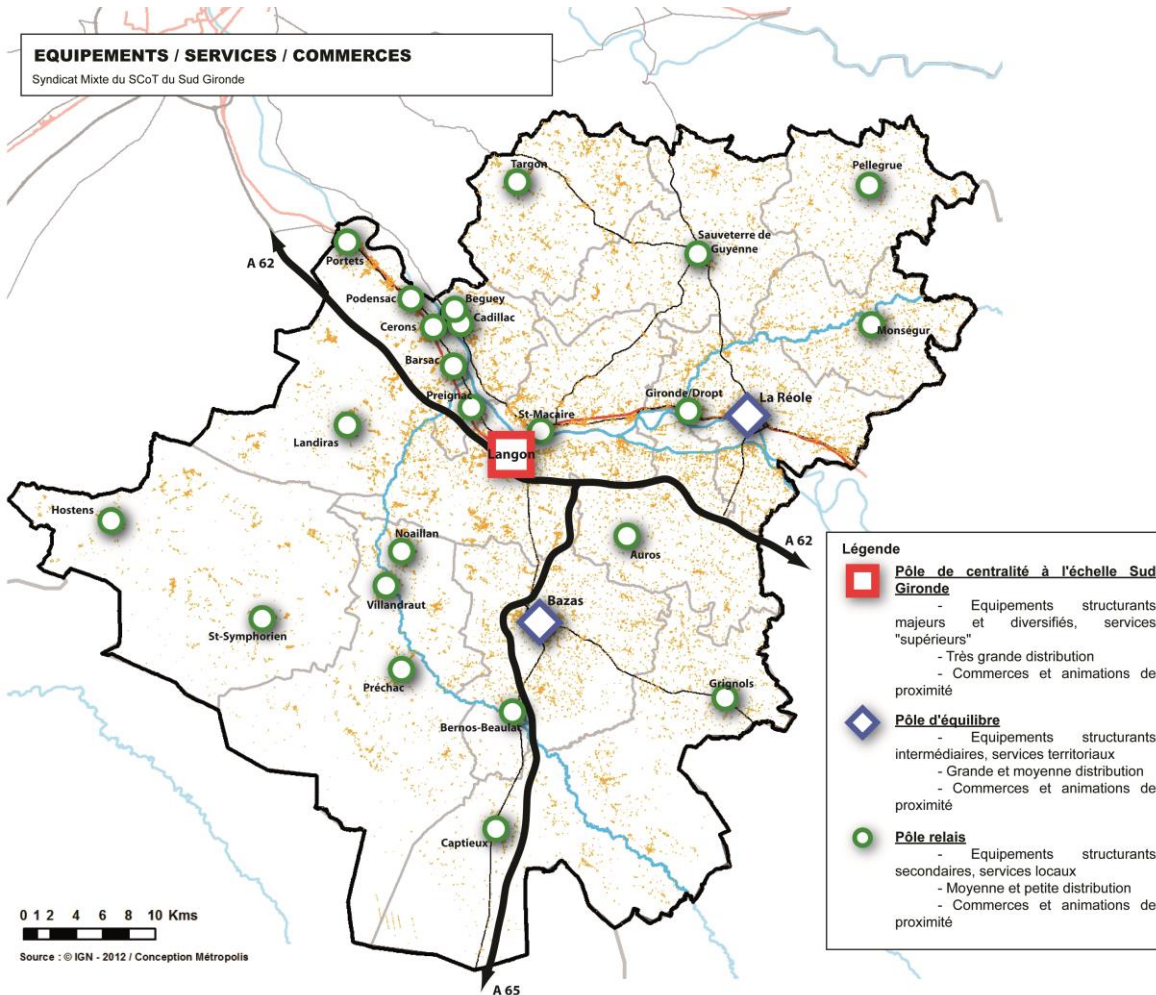 EQUIPEMENTS / SERVICES / COMMERCES
Syndicat Mixte du SCoT du Sud Gironde
Targon
Pellegrue
Sauveterre de
Guyenne
A 62
Portets
Podensac
Beguey
Cadillac
Cerons
Monségur
Barsac
Preignac
Gironde/Dropt
La Réole
St-Macaire
Landiras
Langon
Hostens
Noaillan
Auros
A 62
Villandraut
Bazas
St-Symphorien
Préchac
Grignols
Bernos-Beaulat
Captieux
A 65
Légende
Pôle de centralité à l'échelle Sud
Gironde
- Equipements structurants
majeurs et diversifiés, services
"supérieurs"
- Très grande distribution
- Commerces et animations de
proximité
Pôle d'équilibre
- Equipements structurants
intermédiaires, services territoriaux
- Grande et moyenne distribution
- Commerces et animations de
proximité
Pôle relais
- Equipements structurants
secondaires, services locaux
- Moyenne et petite distribution
- Commerces et animations de
proximité
0 1 2 4 6 8 10 Kms
Source : © IGN - 2012 / Conception Métropolis